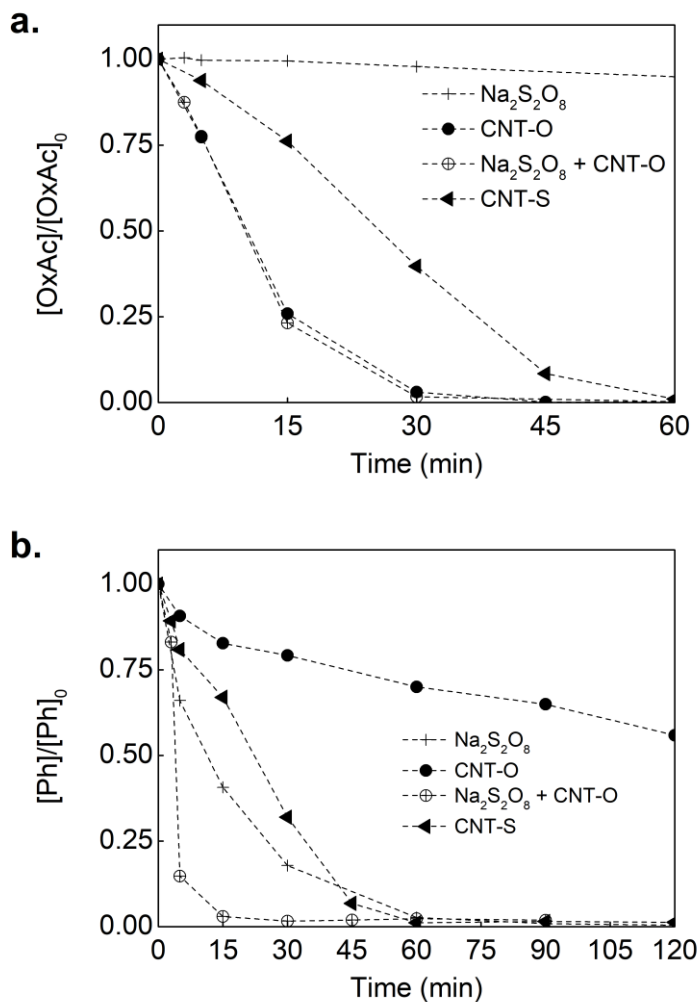 a.
[OxAc]/[OxAc]₀
1.00
0.75
0.50
0.25
0.00
Na₂S₂O₈
CNT-O
Na₂S₂O₈ + CNT-O
CNT-S
0 15 30 45 60
Time (min)
b.
[Ph]/[Ph]₀
1.00
0.75
0.50
0.25
0.00
Na₂S₂O₈
CNT-O
Na₂S₂O₈ + CNT-O
CNT-S
0 15 30 45 60 75 90 105 120
Time (min)